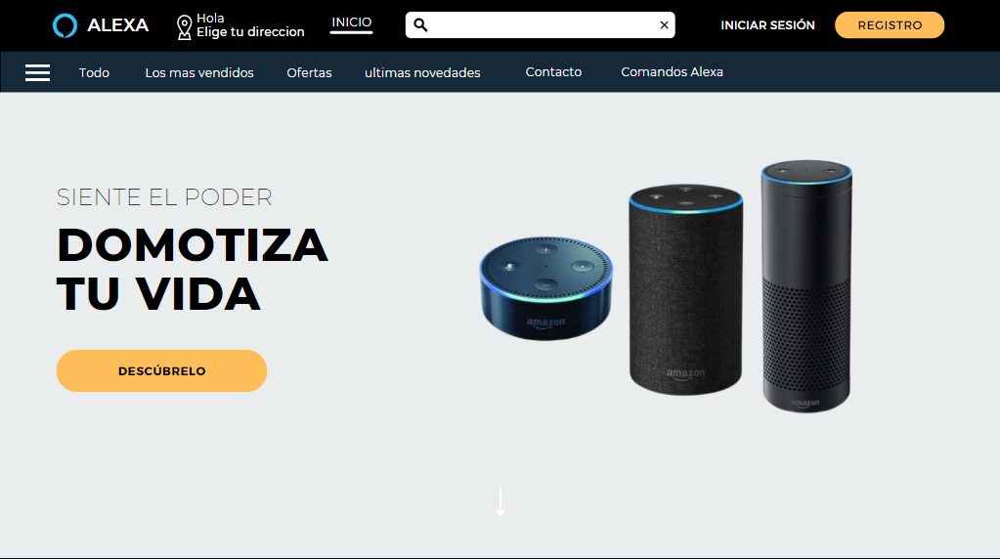 ALEXA
Hola
Elige tu direccion
INICIO
INICIAR SESIÓN
REGISTRO
Todo
Los mas vendidos
Ofertas
ultimas novedades
Contacto
Comandos Alexa
SIENTE EL PODER
DOMOTIZA
TU VIDA
DESCÚBRELO
amazon
amazon
amazon